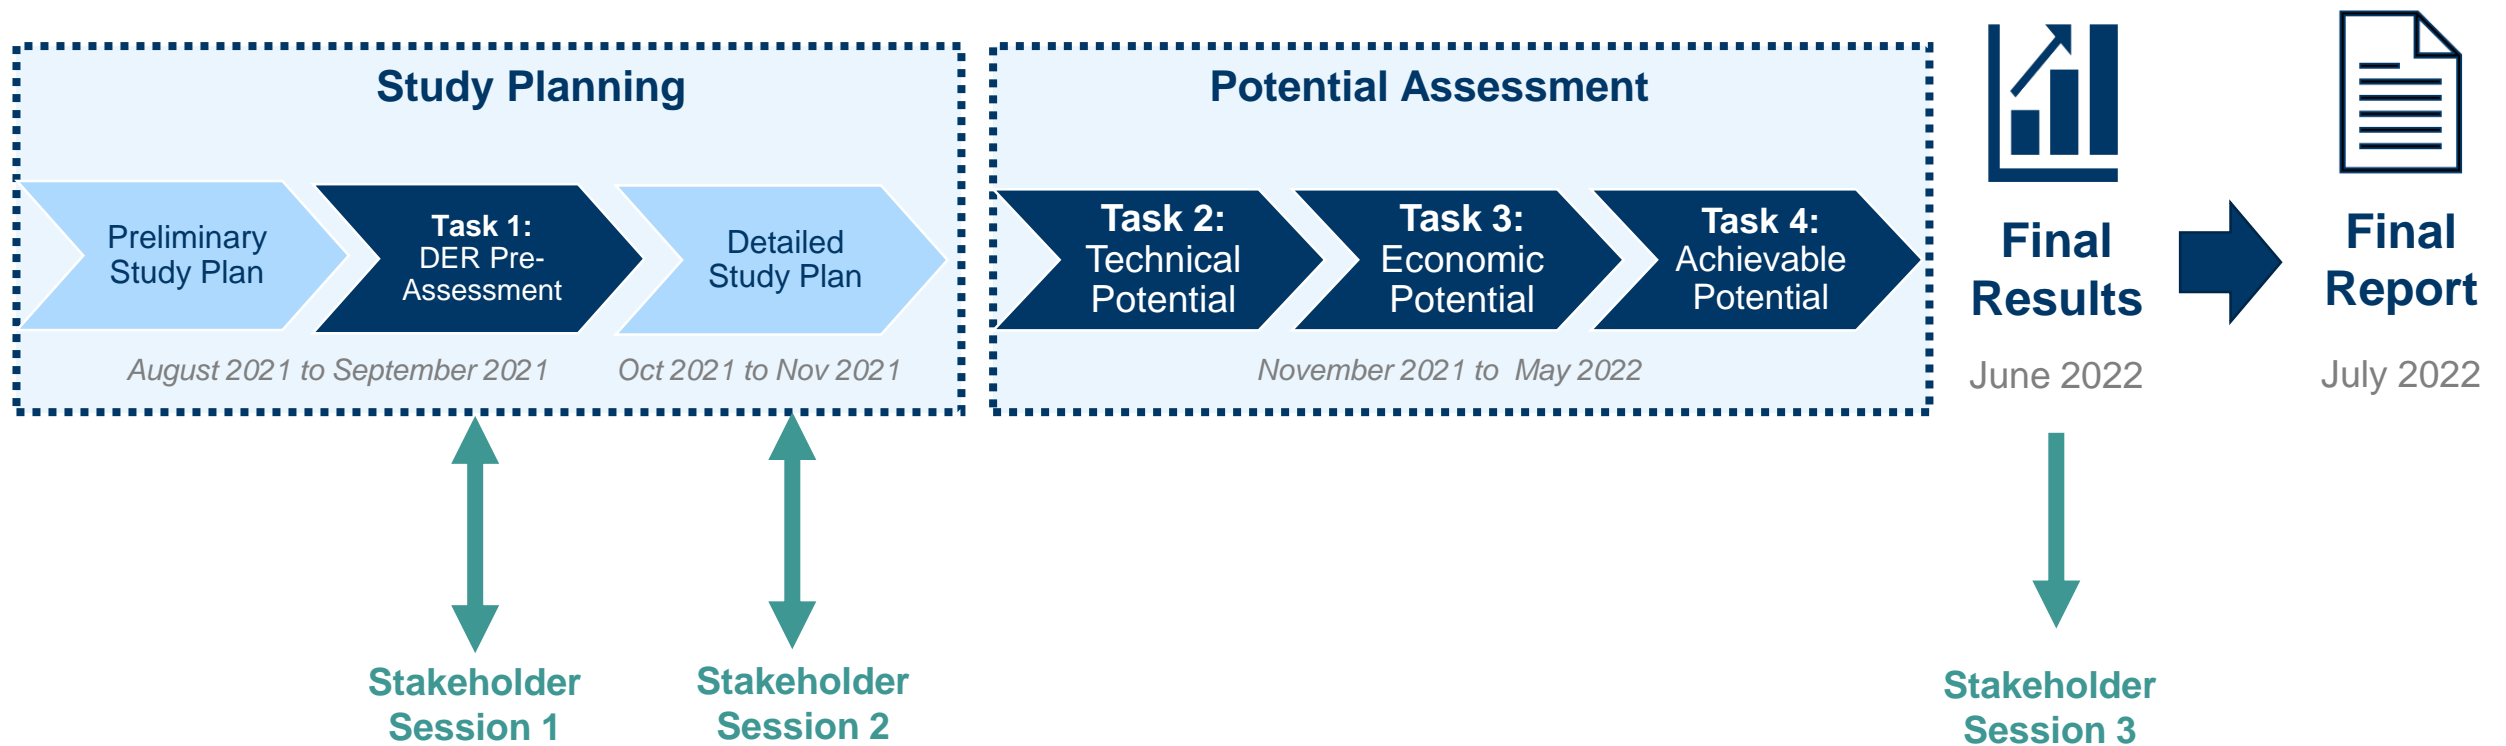 Study Planning
Preliminary
Study Plan
Task 1:
DER Pre-
Assessment
Detailed
Study Plan
August 2021 to September 2021
Oct 2021 to Nov 2021
Potential Assessment
Task 2:
Technical
Potential
Task 3:
Economic
Potential
Task 4:
Achievable
Potential
November 2021 to  May 2022
Final
Results
June 2022
Final
Report
July 2022
Stakeholder
Session 1
Stakeholder
Session 2
Stakeholder
Session 3